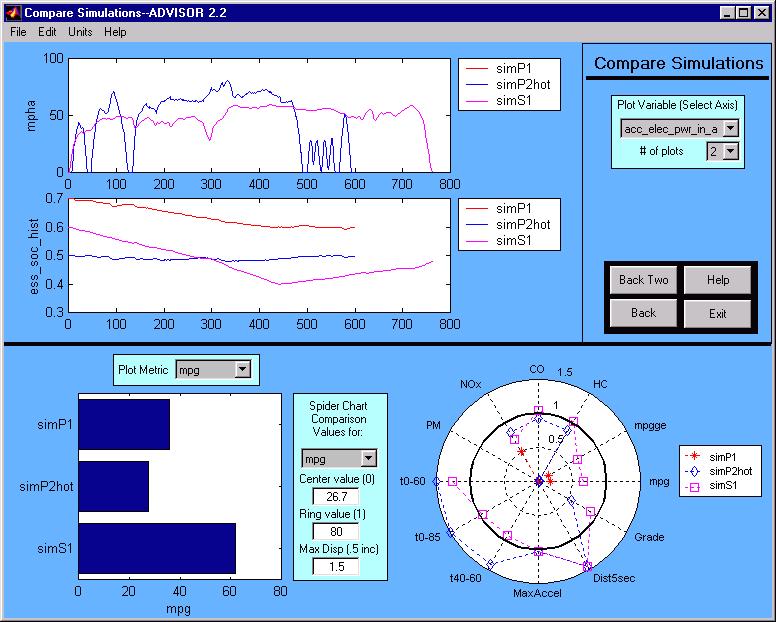 Compare Simulations--ADVISOR 2.2
File Edit Units Help
100
50
0
mpha
0 100 200 300 400 500 600 700 800
simP1
simP2hot
simS1
0.7
0.6
0.5
0.4
0.3
ess_soc_hist
0 100 200 300 400 500 600 700 800
simP1
simP2hot
simS1
Compare Simulations
Plot Variable (Select Axis)
acc_elec_pwr_in_a
# of plots 2
Back Two Help
Back Exit
Plot Metric mpg
simP1
simP2hot
simS1
0 20 40 60 80
mpg
Spider Chart
Comparison
Values for:
mpg
Center value (0)
26.7
Ring value (1)
80
Max Disp (.5 inc)
1.5
CO 1.5
NOx HC
1
PM mpgge
0.5
t0-60 mpg
t0-85 Grade
t40-60 Dist5sec
MaxAccel
simP1
simP2hot
simS1